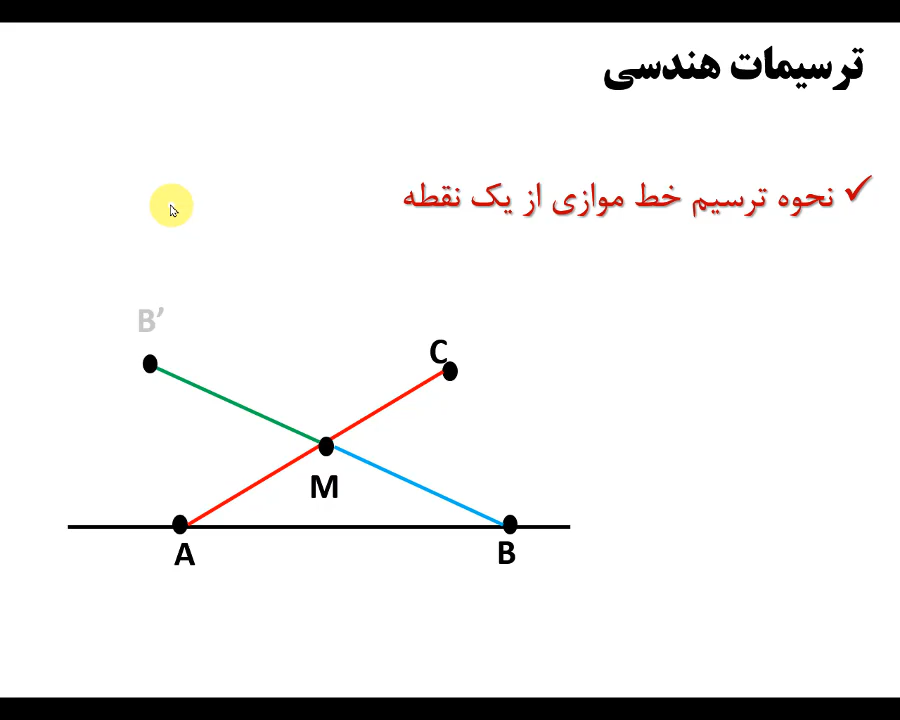 ترسیمات هندسی
✓ نحوه ترسیم خط موازی از یک نقطه
B’
C
M
A
B